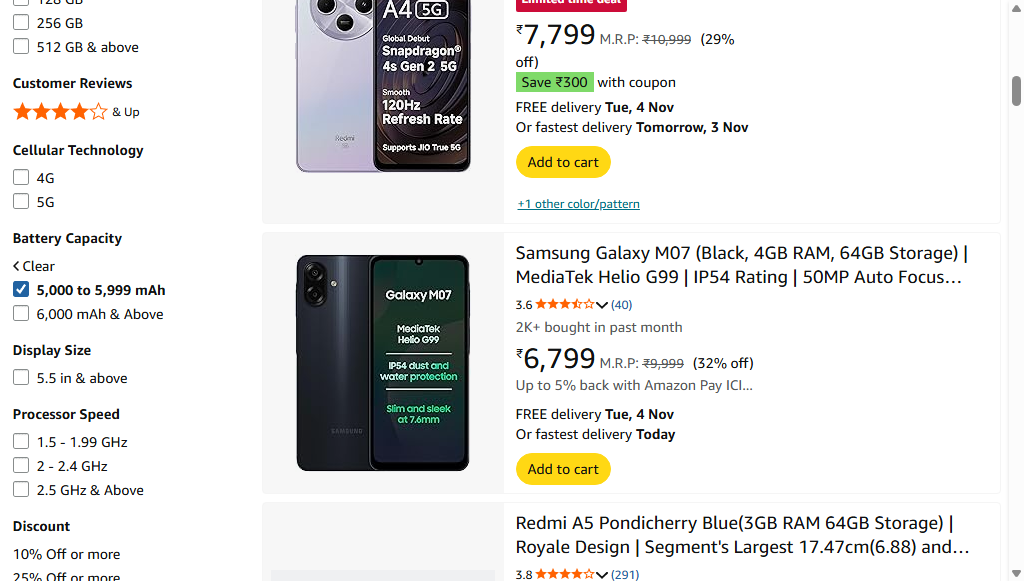 128 GB
256 GB
512 GB & above
Customer Reviews
& Up
Cellular Technology
4G
5G
Battery Capacity
Clear
5,000 to 5,999 mAh
6,000 mAh & Above
Display Size
5.5 in & above
Processor Speed
1.5 - 1.99 GHz
2 - 2.4 GHz
2.5 GHz & Above
Discount
10% Off or more
25% Off or more
A4 5G
Global Debut
Snapdragon®
4s Gen 2 5G
Smooth
120Hz
Refresh Rate
Supports JIO True 5G
Redmi
Limited time deal
₹7,799 M.R.P: ₹10,999 (29%
off)
Save ₹300 with coupon
FREE delivery Tue, 4 Nov
Or fastest delivery Tomorrow, 3 Nov
Add to cart
+1 other color/pattern
Galaxy M07
MediaTek
Helio G99
IP54 dust and
water protection
Slim and sleek
at 7.6mm
SAMSUNG
Samsung Galaxy M07 (Black, 4GB RAM, 64GB Storage) |
MediaTek Helio G99 | IP54 Rating | 50MP Auto Focus...
3.6 (40)
2K+ bought in past month
₹6,799 M.R.P: ₹9,999 (32% off)
Up to 5% back with Amazon Pay ICI...
FREE delivery Tue, 4 Nov
Or fastest delivery Today
Add to cart
Redmi A5 Pondicherry Blue(3GB RAM 64GB Storage) |
Royale Design | Segment's Largest 17.47cm(6.88) and...
3.8 (291)